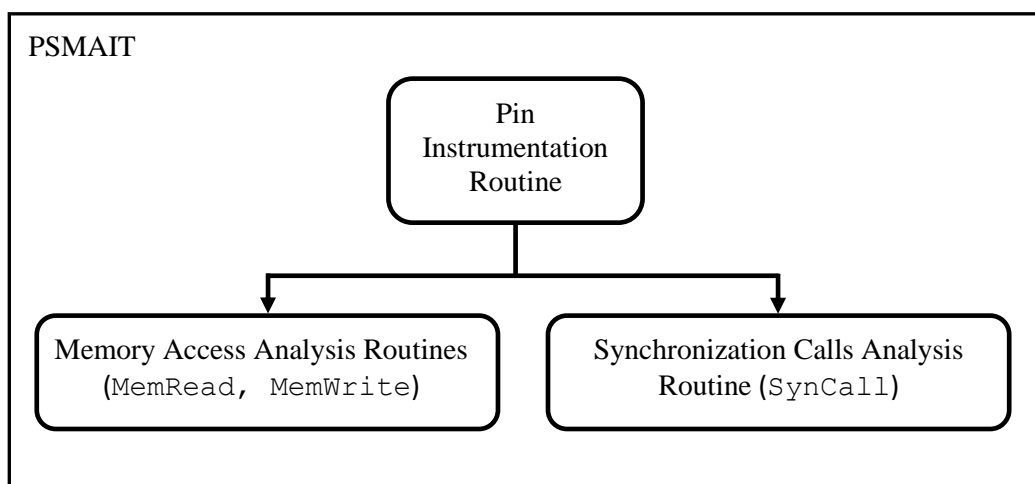 PSMAIT
Pin
Instrumentation
Routine
Memory Access Analysis Routines
(MemRead, MemWrite)
Synchronization Calls Analysis
Routine (SynCall)